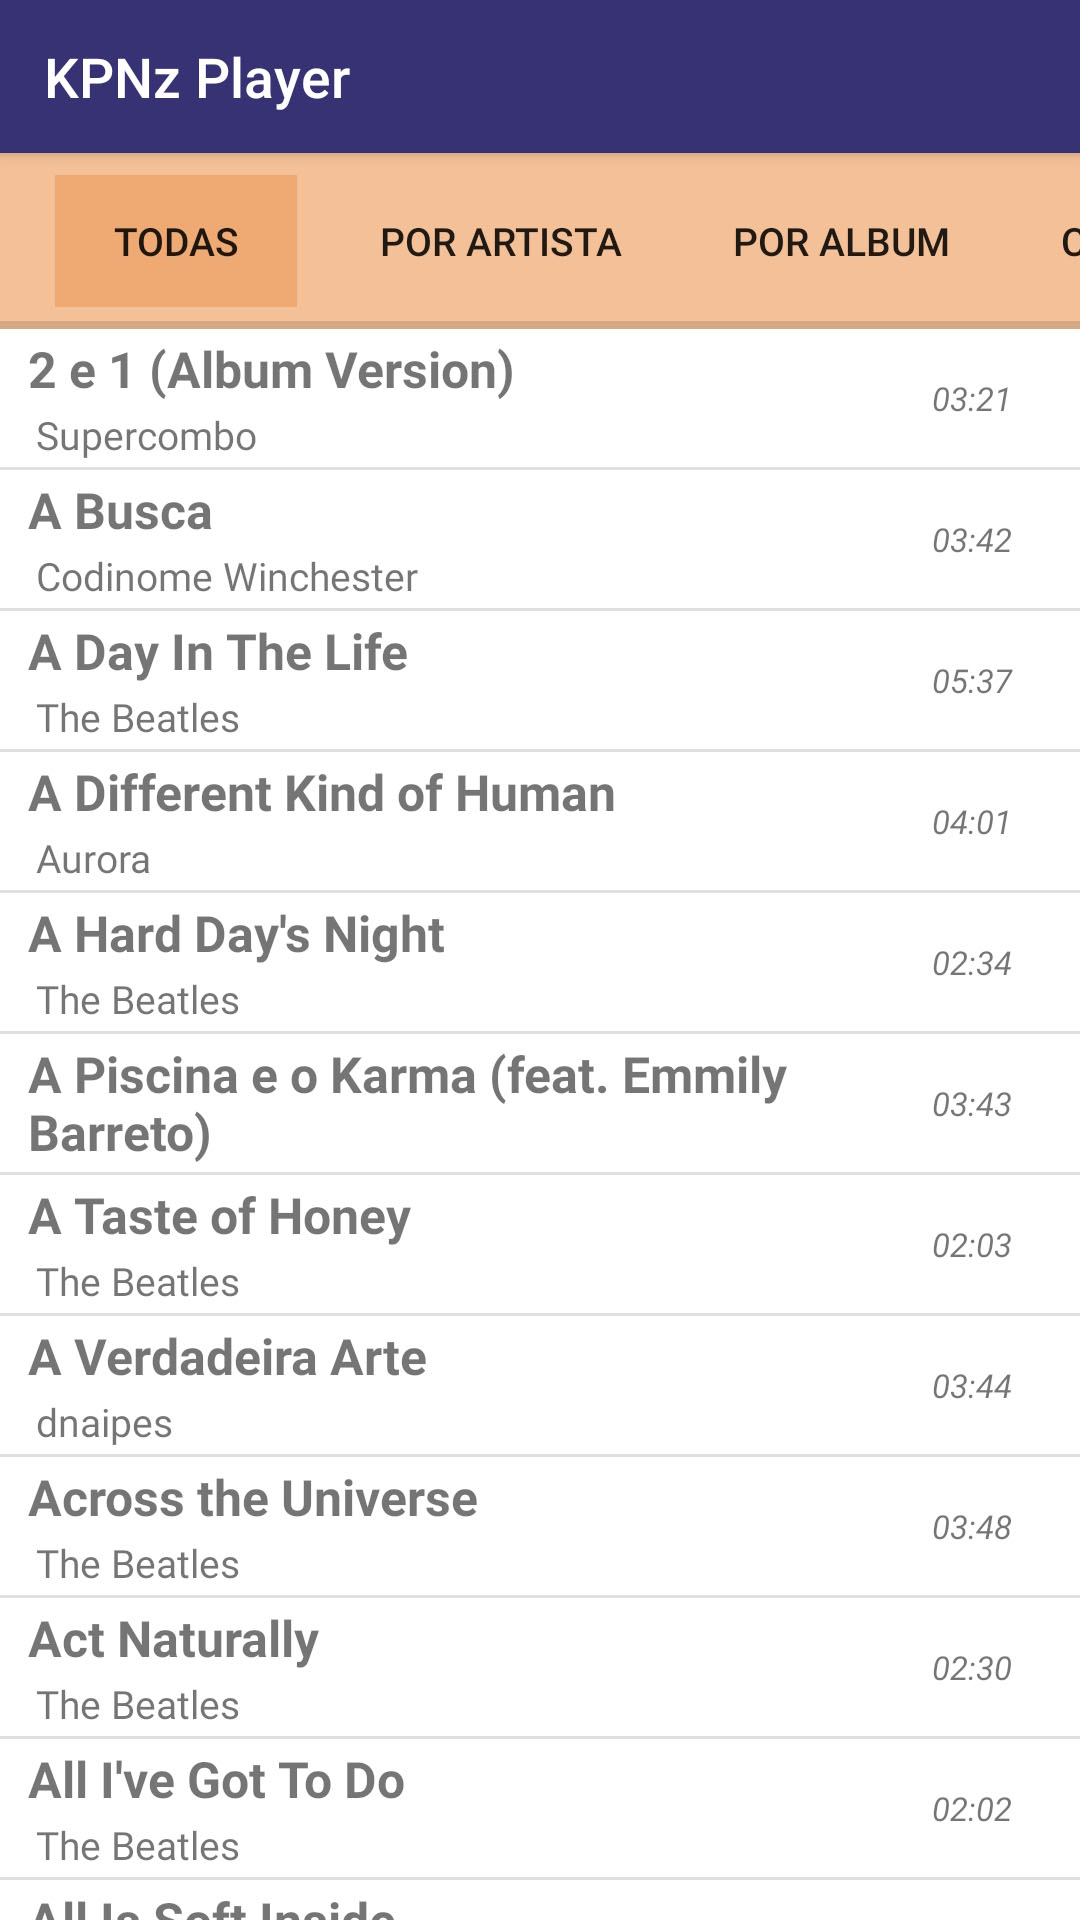 KPNz Player
TODAS POR ARTISTA POR ALBUM
2 e 1 (Album Version)
03:21
Supercombo
A Busca
03:42
Codinome Winchester
A Day In The Life
05:37
The Beatles
A Different Kind of Human
04:01
Aurora
A Hard Day's Night
02:34
The Beatles
A Piscina e o Karma (feat. Emmily
Barreto)
03:43
A Taste of Honey
02:03
The Beatles
A Verdadeira Arte
03:44
dnaipes
Across the Universe
03:48
The Beatles
Act Naturally
02:30
The Beatles
All I've Got To Do
02:02
The Beatles
All Is Soft Inside